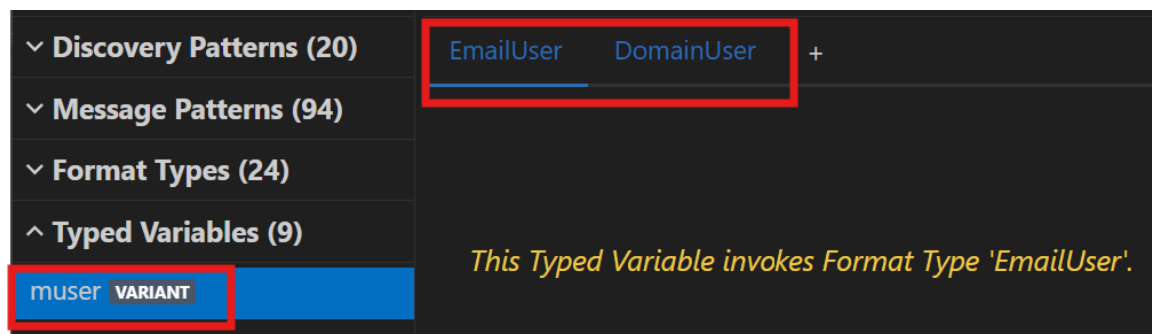 Discovery Patterns (20)
Message Patterns (94)
Format Types (24)
Typed Variables (9)
muser VARIANT
EmailUser DomainUser +
This Typed Variable invokes Format Type 'EmailUser'.